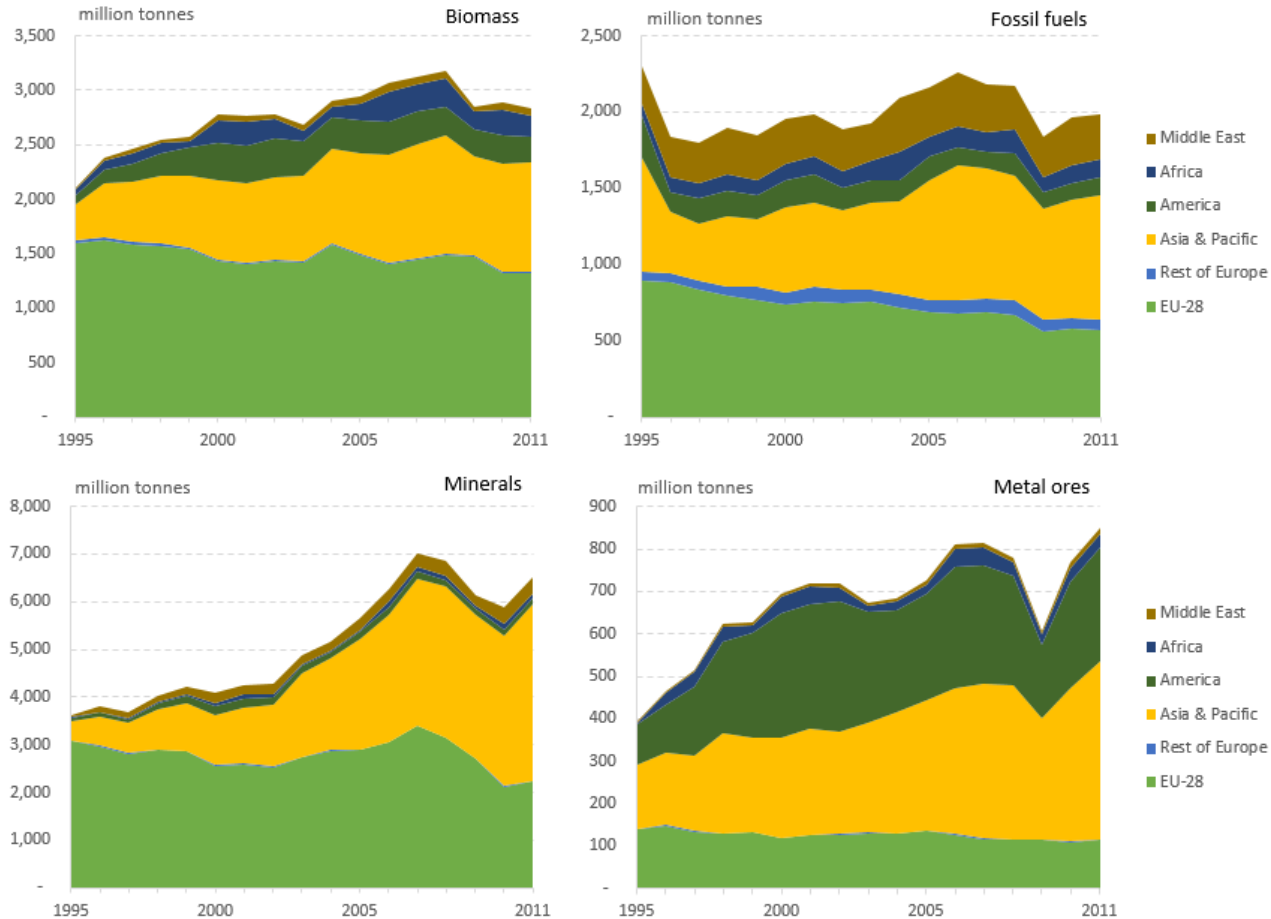 million tonnes
Biomass
3,500
3,000
2,500
2,000
1,500
1,000
500
-
1995
2000
2005
2011
million tonnes
Fossil fuels
2,500
2,000
1,500
1,000
500
-
1995
2000
2005
2011
Middle East
Africa
America
Asia & Pacific
Rest of Europe
EU-28
million tonnes
Minerals
8,000
7,000
6,000
5,000
4,000
3,000
2,000
1,000
-
1995
2000
2005
2011
million tonnes
Metal ores
900
800
700
600
500
400
300
200
100
-
1995
2000
2005
2011
Middle East
Africa
America
Asia & Pacific
Rest of Europe
EU-28